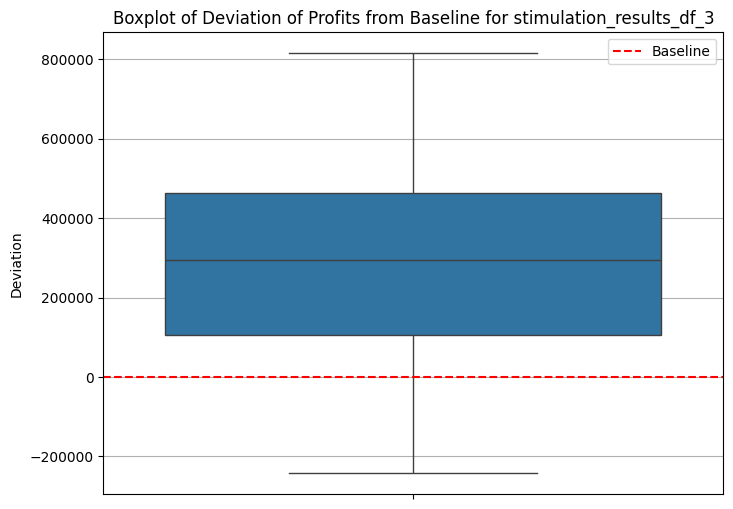 Boxplot of Deviation of Profits from Baseline for stimulation_results_df_3
Baseline
800000
600000
400000
200000
0
−200000
Deviation